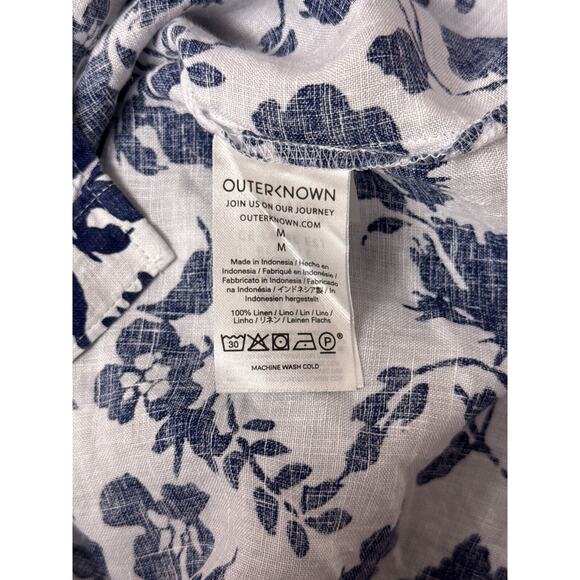 OUTERKNOWN
JOIN US ON OUR JOURNEY
OUTERKNOWN.COM
M
M
Made in Indonesia / Hecho en
Indonesia / Fabriqué en Indonésie /
Fabbricato in Indonesia / Fabricado
na Indonésia / インドネシア製 / In
Indonesien hergestellt
100% Linen / Lino / Lin / Lino /
Linho / リネン / Leinen Flachs
30 P ®
MACHINE WASH COLD